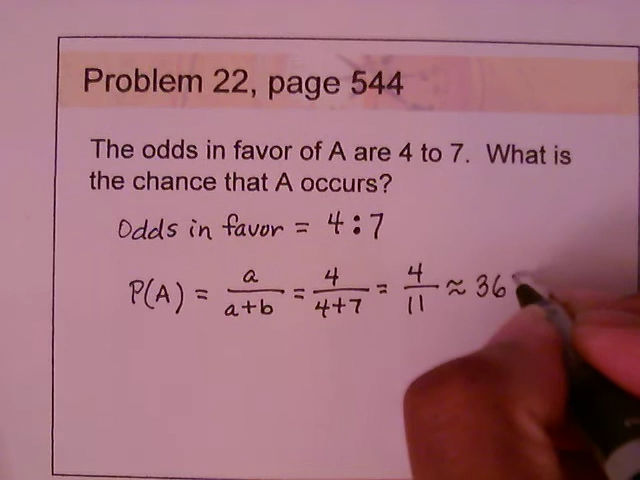 Problem 22, page 544
The odds in favor of A are 4 to 7. What is
the chance that A occurs?
Odds in favor = 4:7
P(A) = a/(a+b) = 4/(4+7) = 4/11 ≈ 36